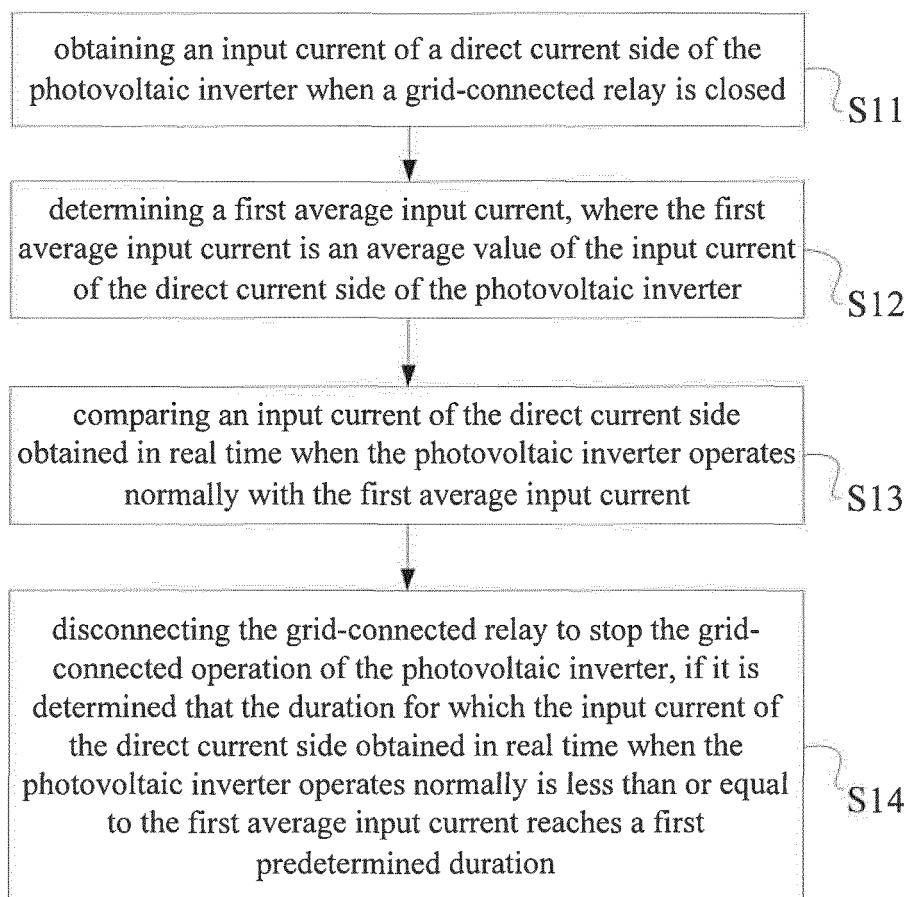 obtaining an input current of a direct current side of the
photovoltaic inverter when a grid-connected relay is closed
S11
determining a first average input current, where the first
average input current is an average value of the input current
of the direct current side of the photovoltaic inverter
S12
comparing an input current of the direct current side
obtained in real time when the photovoltaic inverter operates
normally with the first average input current
S13
disconnecting the grid-connected relay to stop the grid-
connected operation of the photovoltaic inverter, if it is
determined that the duration for which the input current of
the direct current side obtained in real time when the
photovoltaic inverter operates normally is less than or equal
to the first average input current reaches a first
predetermined duration
S14